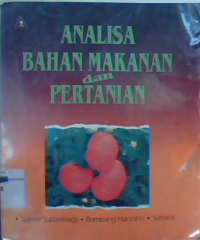 ANALISA
BAHAN MAKANAN
dan
PERTANIAN
Slamet Sudarmadji • Bambang Haryono • Suhardi